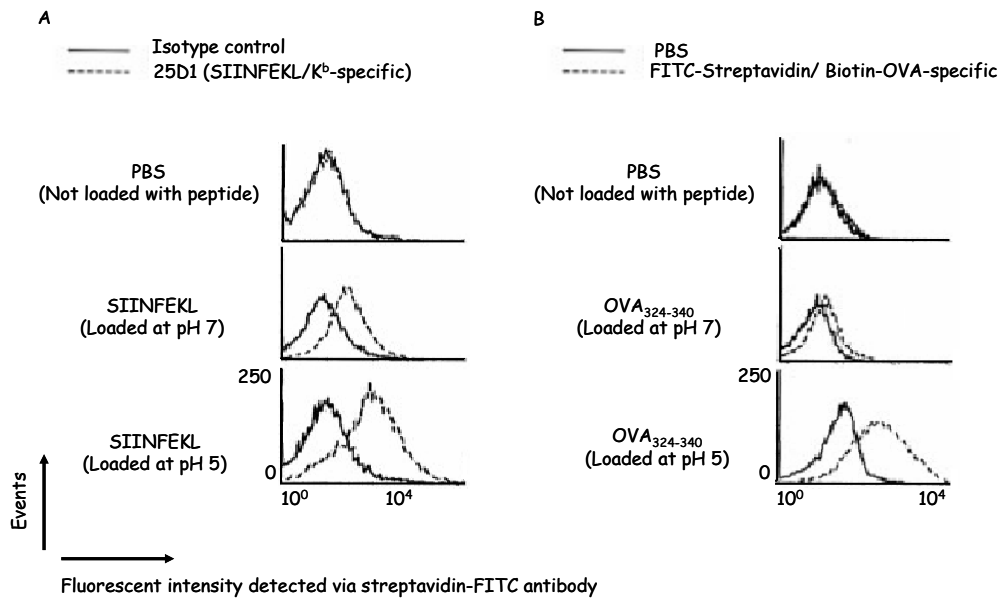 A
Isotype control
25D1 (SIINFEKL/Kᵇ-specific)
PBS
(Not loaded with peptide)
SIINFEKL
(Loaded at pH 7)
250
SIINFEKL
(Loaded at pH 5)
0
10⁰ 10⁴
B
PBS
FITC-Streptavidin/ Biotin-OVA-specific
PBS
(Not loaded with peptide)
OVA₃₂₄₋₃₄₀
(Loaded at pH 7)
250
OVA₃₂₄₋₃₄₀
(Loaded at pH 5)
0
10⁰ 10⁴
Events
Fluorescent intensity detected via streptavidin-FITC antibody